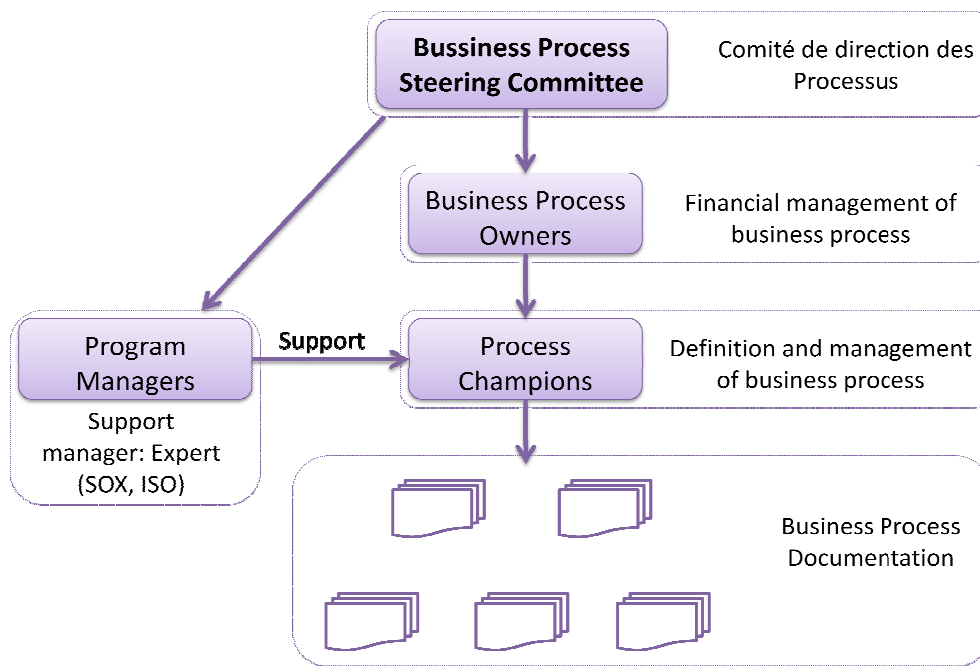 Bussiness Process
Steering Committee
Comité de direction des
Processus
Business Process
Owners
Financial management of
business process
Program
Managers
Support
Process
Champions
Definition and management
of business process
Support
manager: Expert
(SOX, ISO)
Business Process
Documentation